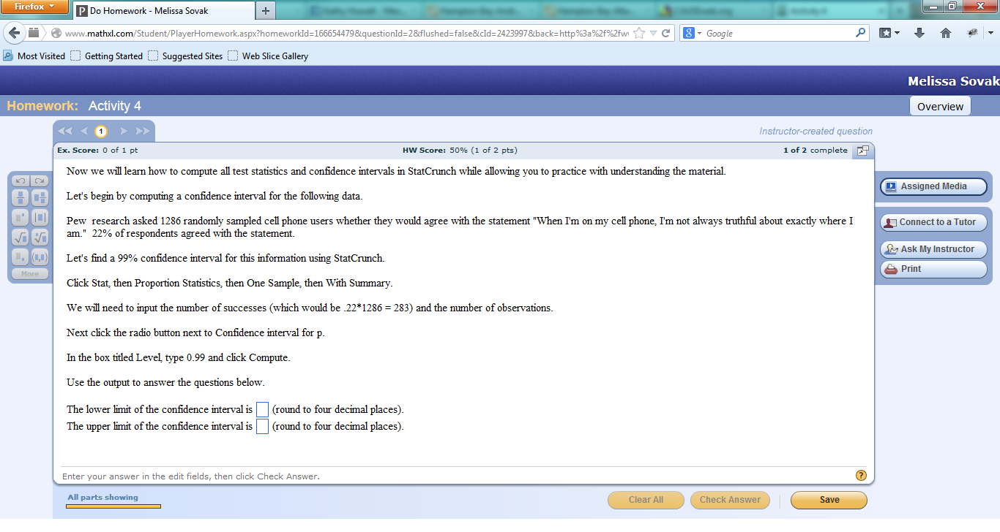 Firefox
Do Homework - Melissa Sovak
www.mathxl.com/Student/PlayerHomework.aspx?homeworkId=166654479&questionId=2&flushed=false&cId=2423997&back=http%3a%2f%2fw
Google
Most Visited Getting Started Suggested Sites Web Slice Gallery
Melissa Sovak
Homework: Activity 4
Overview
1
Instructor-created question
Ex. Score: 0 of 1 pt HW Score: 50% (1 of 2 pts) 1 of 2 complete
Now we will learn how to compute all test statistics and confidence intervals in StatCrunch while allowing you to practice with understanding the material.
Let's begin by computing a confidence interval for the following data.
Pew research asked 1286 randomly sampled cell phone users whether they would agree with the statement "When I'm on my cell phone, I'm not always truthful about exactly where I
am." 22% of respondents agreed with the statement.
Let's find a 99% confidence interval for this information using StatCrunch.
Click Stat, then Proportion Statistics, then One Sample, then With Summary.
We will need to input the number of successes (which would be .22*1286 = 283) and the number of observations.
Next click the radio button next to Confidence interval for p.
In the box titled Level, type 0.99 and click Compute.
Use the output to answer the questions below.
The lower limit of the confidence interval is (round to four decimal places).
The upper limit of the confidence interval is (round to four decimal places).
Enter your answer in the edit fields, then click Check Answer.
?
All parts showing
Clear All
Check Answer
Save
More
Assigned Media
Connect to a Tutor
Ask My Instructor
Print